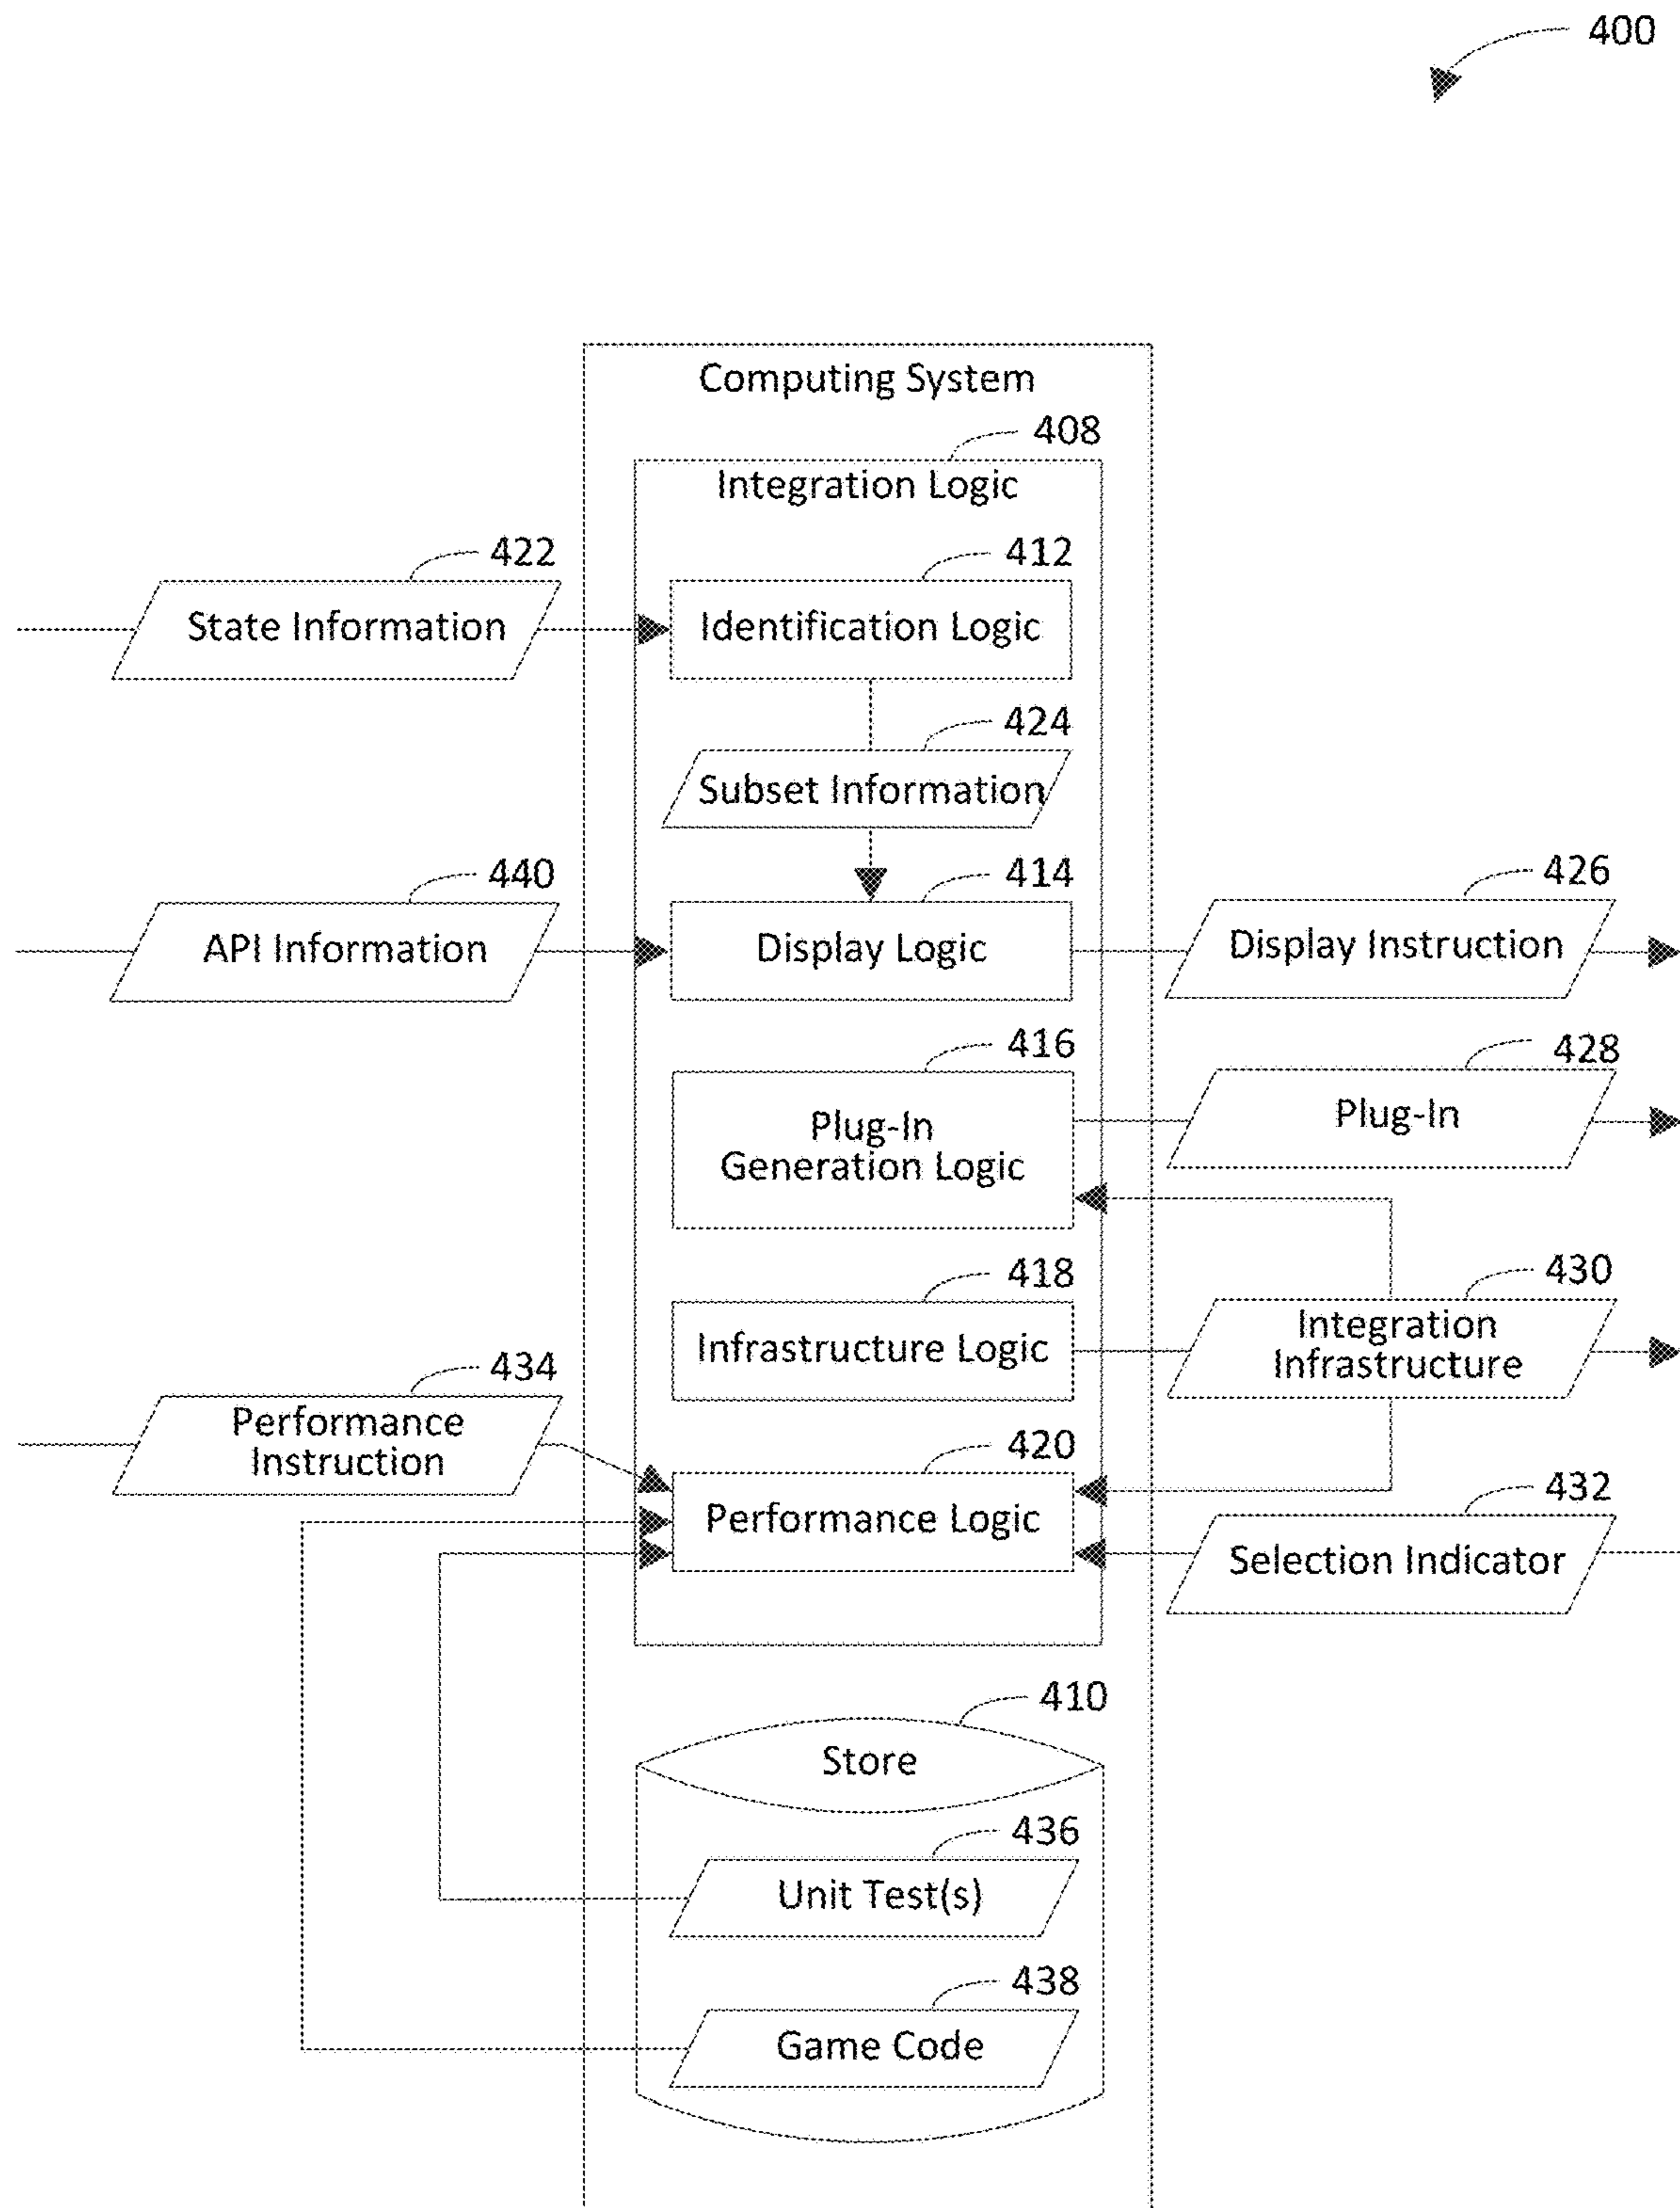 400
Computing System
408
Integration Logic
422
412
State Information
Identification Logic
424
Subset Information
440
414
426
API Information
Display Logic
Display Instruction
416
428
Plug-In
Generation Logic
Plug-In
418
430
Infrastructure Logic
Integration
Infrastructure
434
420
432
Performance
Instruction
Performance Logic
Selection Indicator
410
Store
436
Unit Test(s)
438
Game Code